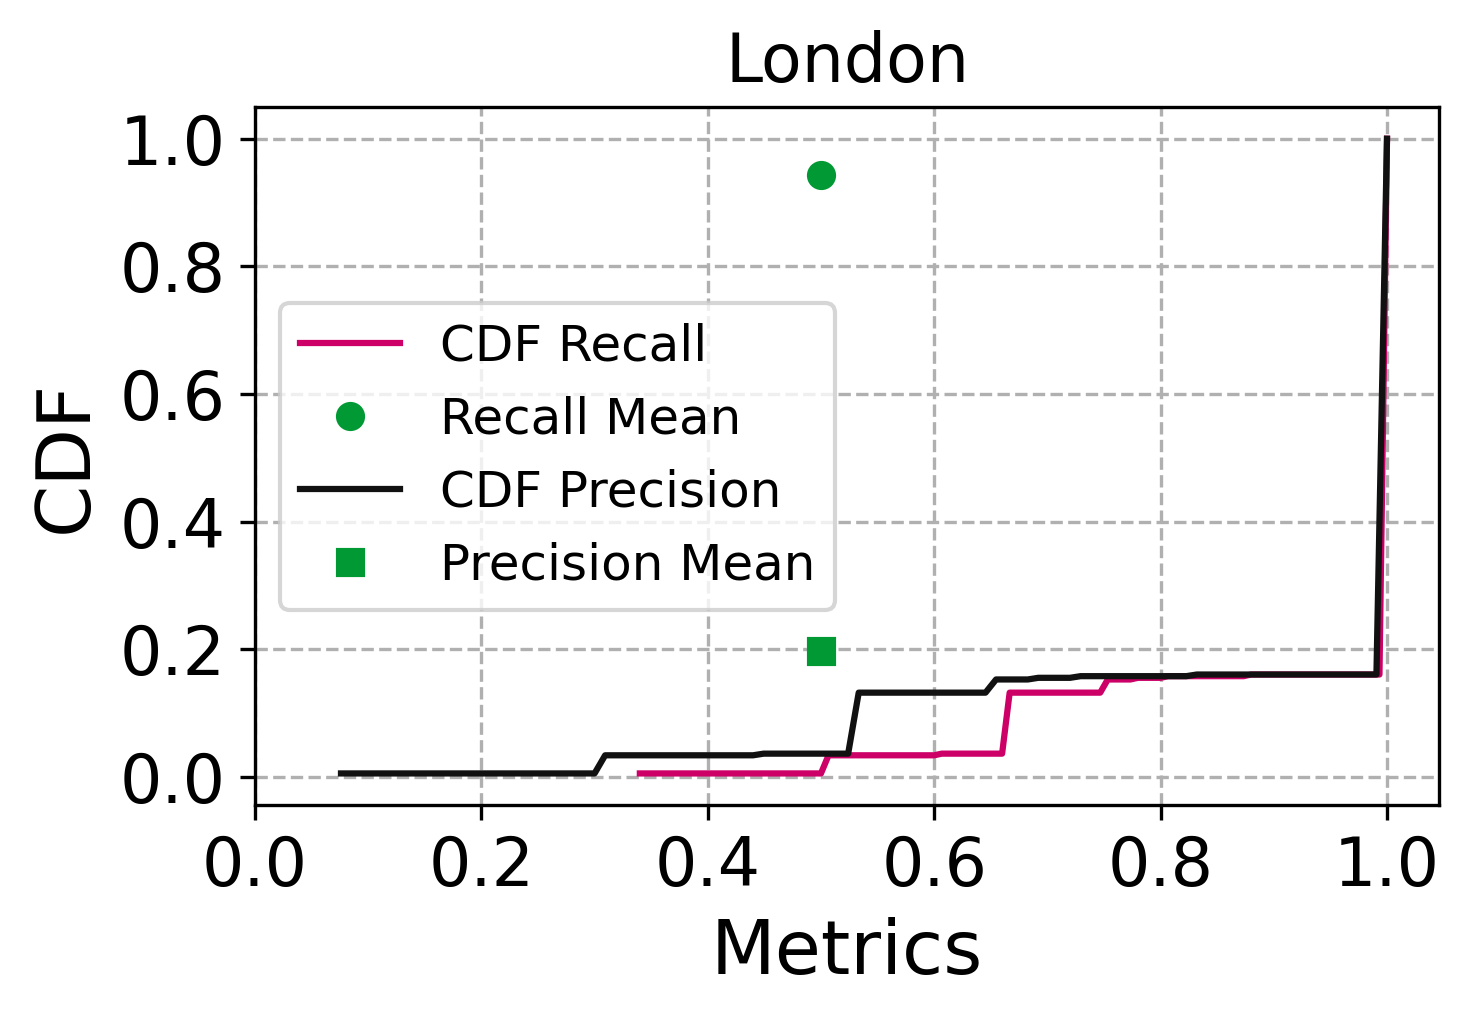 London
CDF
1.0
0.8
0.6
0.4
0.2
0.0
CDF Recall
Recall Mean
CDF Precision
Precision Mean
0.0 0.2 0.4 0.6 0.8 1.0
Metrics